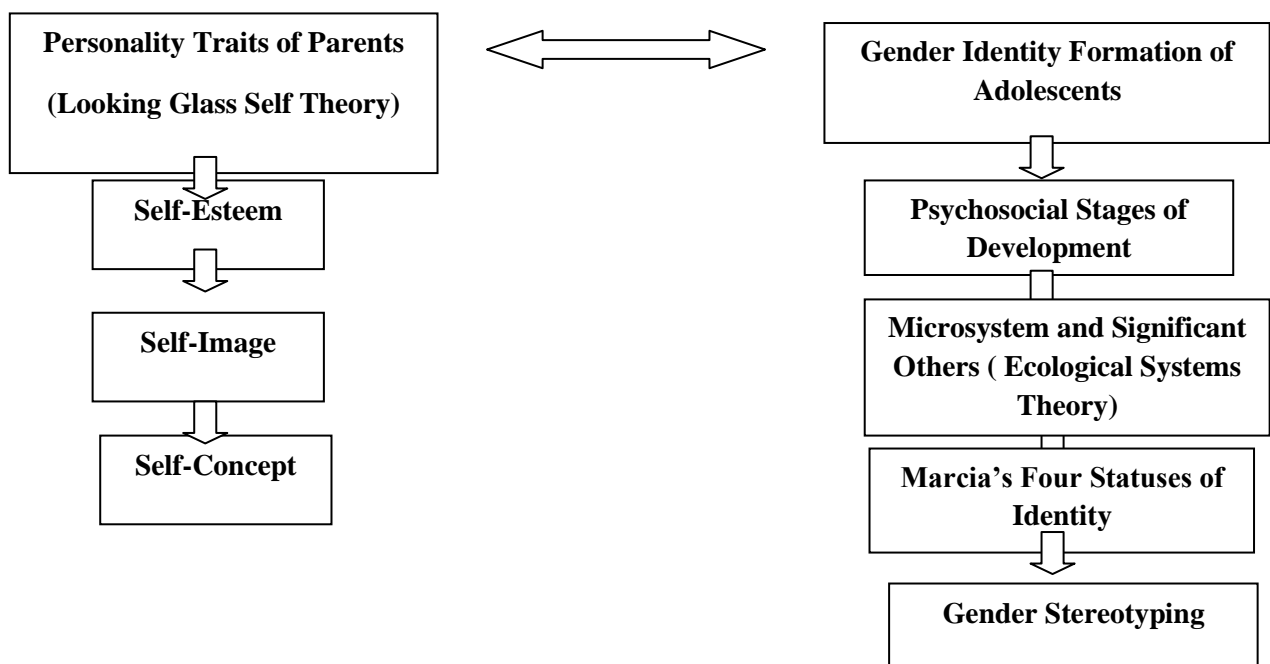 Personality Traits of Parents
(Looking Glass Self Theory)
Self-Esteem
Self-Image
Self-Concept
Gender Identity Formation of
Adolescents
Psychosocial Stages of
Development
Microsystem and Significant
Others ( Ecological Systems
Theory)
Marcia’s Four Statuses of
Identity
Gender Stereotyping